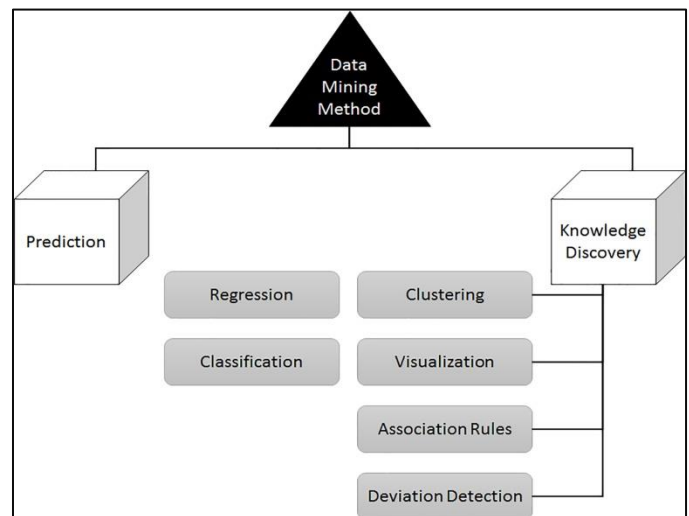 Data
Mining
Method
Prediction
Knowledge
Discovery
Regression
Clustering
Classification
Visualization
Association Rules
Deviation Detection